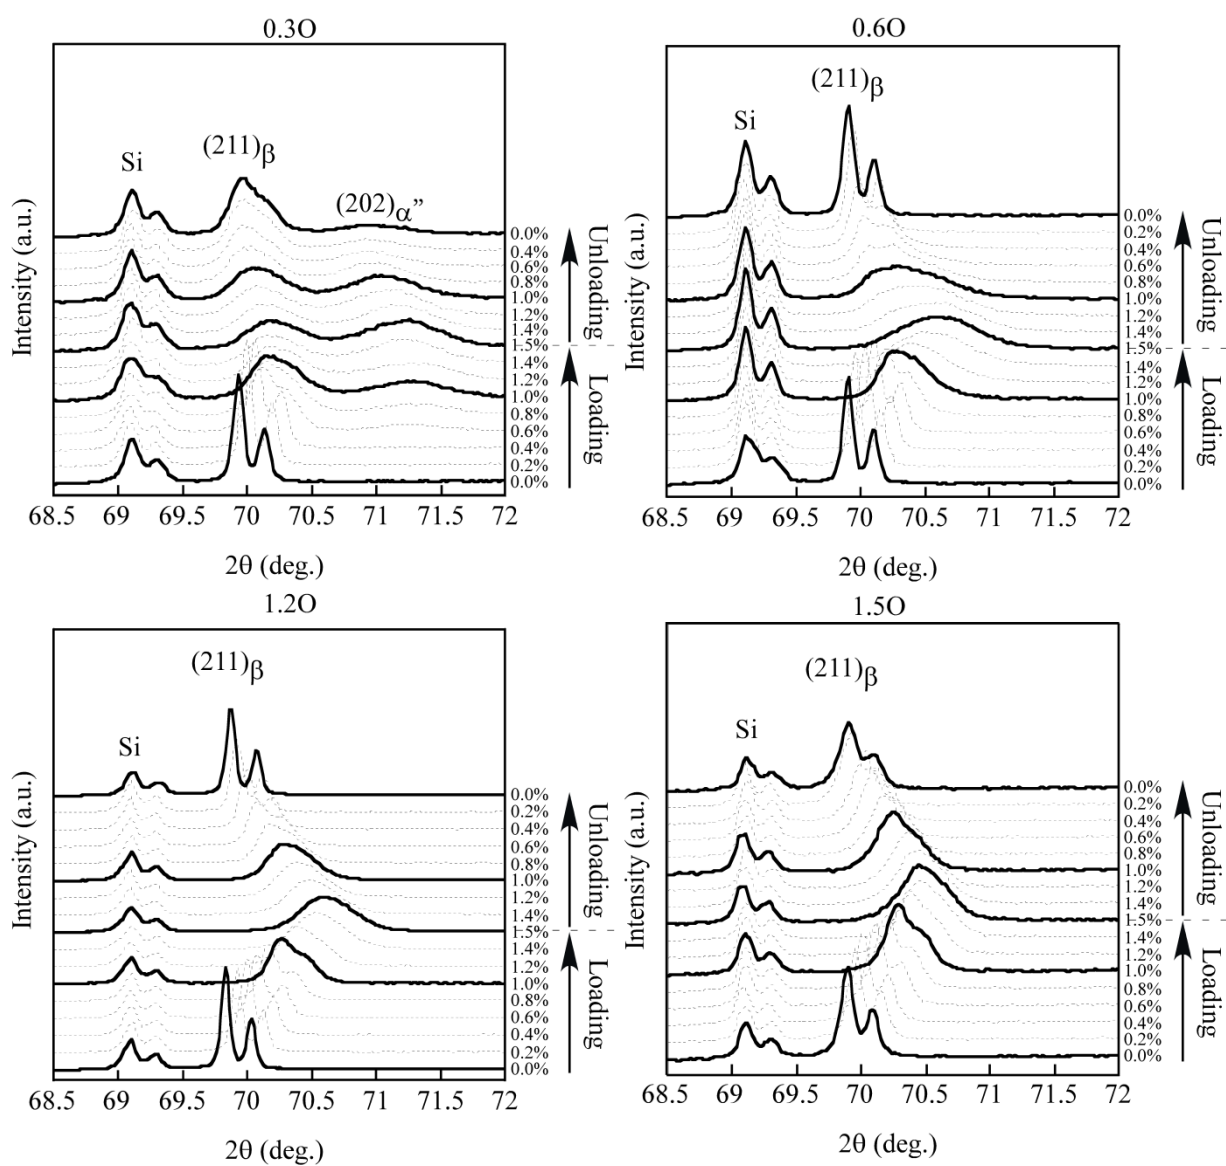 0.3O
Si
(211)β
(202)α”
Intensity (a.u.)
0.0%
0.4%
0.6%
0.8%
1.0%
1.2%
1.4%
1.5%
1.4%
1.2%
1.0%
0.8%
0.6%
0.4%
0.2%
0.0%
Unloading
Loading
68.5 69 69.5 70 70.5 71 71.5 72
2θ (deg.)
0.6O
Si
(211)β
Intensity (a.u.)
0.0%
0.2%
0.4%
0.6%
0.8%
1.0%
1.2%
1.4%
1.5%
1.4%
1.2%
1.0%
0.8%
0.6%
0.4%
0.2%
0.0%
Unloading
Loading
68.5 69 69.5 70 70.5 71 71.5 72
2θ (deg.)
1.2O
Si
(211)β
Intensity (a.u.)
0.0%
0.2%
0.4%
0.6%
0.8%
1.0%
1.2%
1.4%
1.5%
1.4%
1.2%
1.0%
0.8%
0.6%
0.4%
0.2%
0.0%
Unloading
Loading
68.5 69 69.5 70 70.5 71 71.5 72
2θ (deg.)
1.5O
Si
(211)β
Intensity (a.u.)
0.0%
0.2%
0.4%
0.6%
0.8%
1.0%
1.2%
1.4%
1.5%
1.4%
1.2%
1.0%
0.8%
0.6%
0.4%
0.2%
0.0%
Unloading
Loading
68.5 69 69.5 70 70.5 71 71.5 72
2θ (deg.)